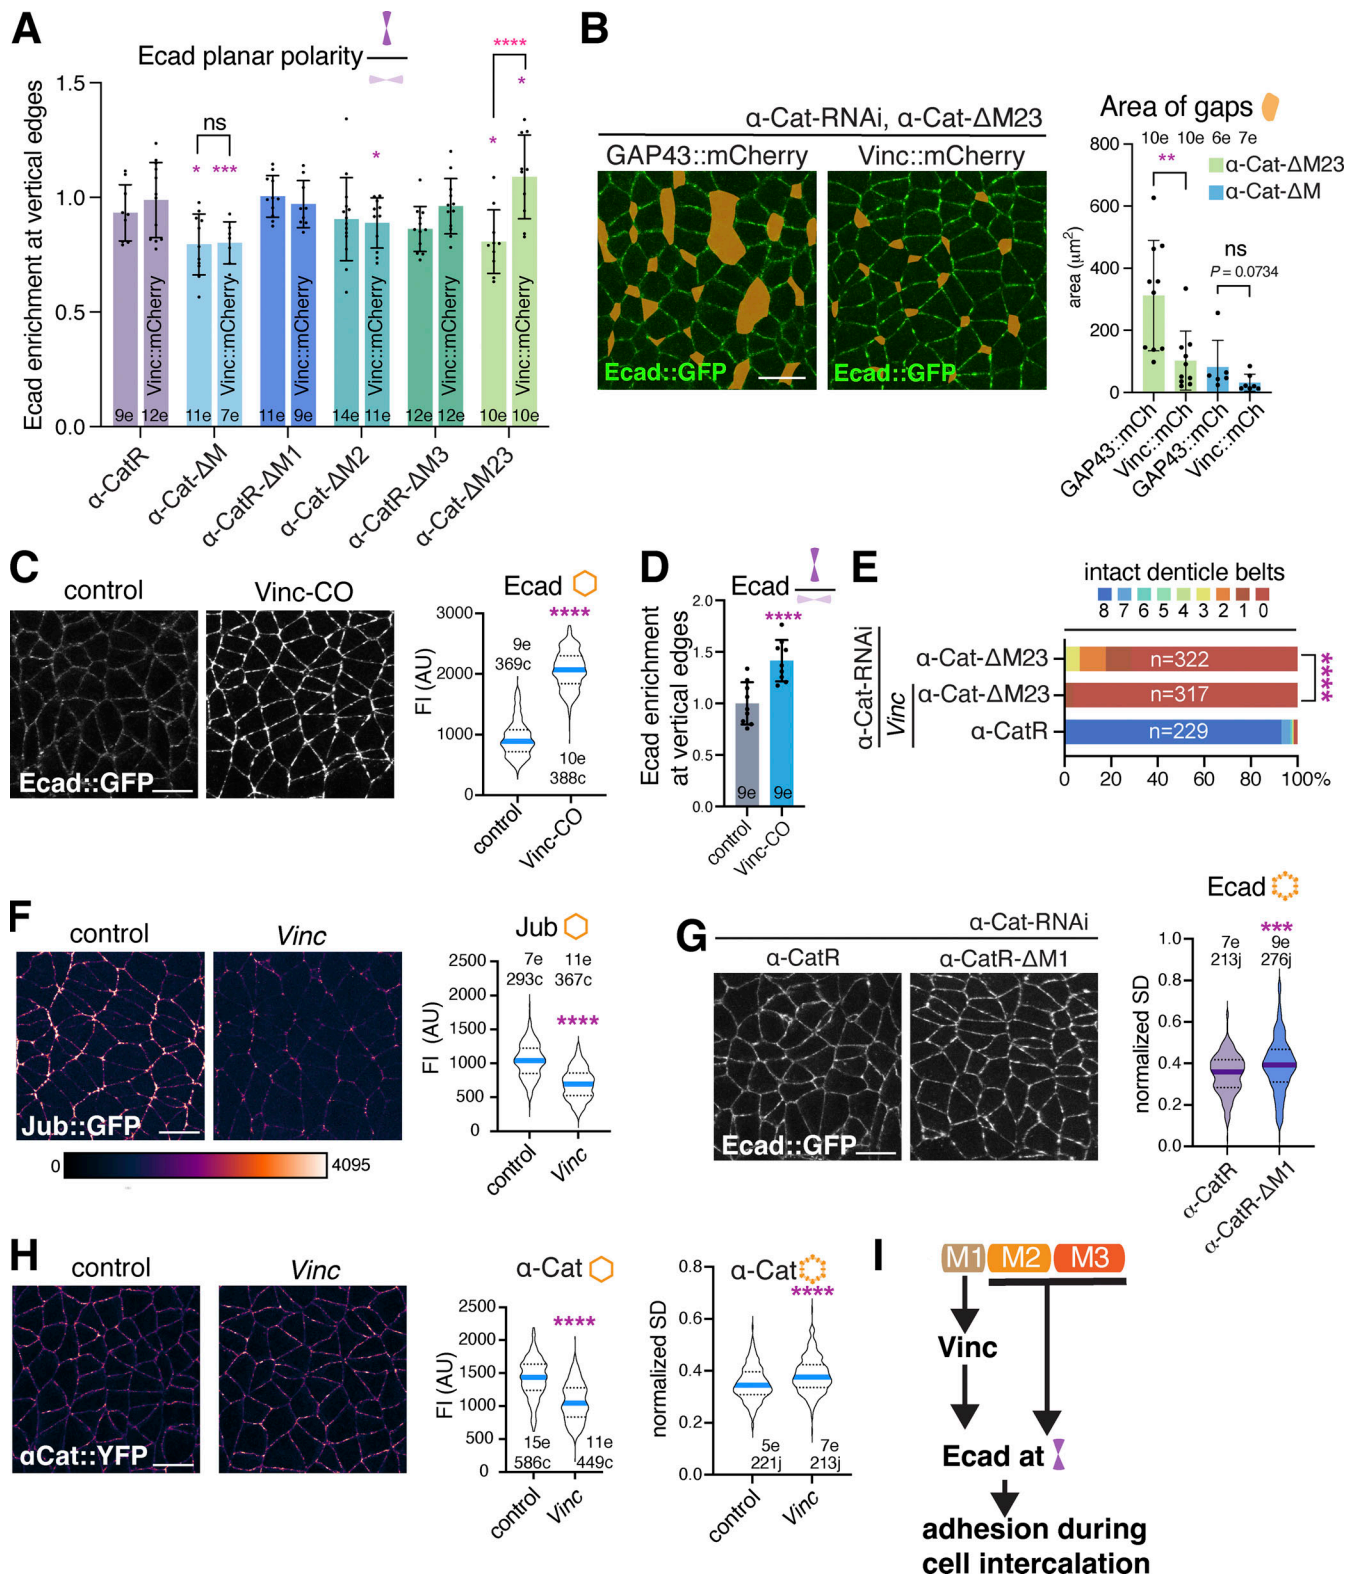 A
Ecad planar polarity
Ecad enrichment at vertical edges
1.5
1.0
0.5
0.0
ns
*
***
*
*
****
*
Vinc::mCherry
Vinc::mCherry
Vinc::mCherry
Vinc::mCherry
Vinc::mCherry
Vinc::mCherry
9e 12e 11e 7e 11e 9e 14e 11e 12e 12e 10e 10e
α-CatR
α-Cat-ΔM
α-CatR-ΔM1
α-Cat-ΔM2
α-CatR-ΔM3
α-Cat-ΔM23
B
α-Cat-RNAi, α-Cat-ΔM23
GAP43::mCherry
Vinc::mCherry
Ecad::GFP
Ecad::GFP
Area of gaps
10e 10e 6e 7e
α-Cat-ΔM23
α-Cat-ΔM
**
ns
P = 0.0734
area (µm²)
800
600
400
200
0
GAP43::mCh
Vinc::mCh
GAP43::mCh
Vinc::mCh
C
control
Vinc-CO
Ecad::GFP
Ecad
****
FI (AU)
3000
2000
1000
0
9e
369c
10e
388c
control
Vinc-CO
D
Ecad
****
Ecad enrichment
at vertical edges
2.0
1.5
1.0
0.5
0.0
9e 9e
control
Vinc-CO
E
intact denticle belts
8 7 6 5 4 3 2 1 0
α-Cat-RNAi
Vinc
α-Cat-ΔM23
n=322
α-Cat-ΔM23
n=317
α-CatR
n=229
****
0 20 40 60 80 100%
F
control
Vinc
Jub::GFP
0
4095
Jub
7e
293c
11e
367c
****
FI (AU)
2500
2000
1500
1000
500
0
control
Vinc
G
α-Cat-RNAi
α-CatR
α-CatR-ΔM1
Ecad::GFP
Ecad
***
7e
213j
9e
276j
normalized SD
1.0
0.8
0.6
0.4
0.2
0.0
α-CatR
α-CatR-ΔM1
H
control
Vinc
αCat::YFP
α-Cat
****
FI (AU)
2500
2000
1500
1000
500
0
15e
586c
11e
449c
control
Vinc
α-Cat
****
normalized SD
0.8
0.6
0.4
0.2
0.0
5e
221j
7e
213j
control
Vinc
I
M1 M2 M3
Vinc
Ecad at
adhesion during
cell intercalation